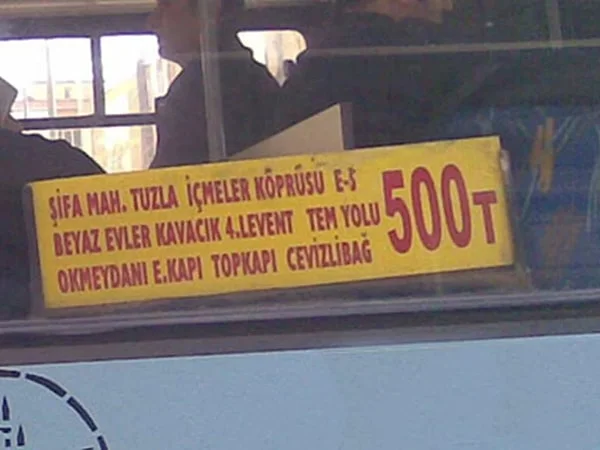 ŞİFA MAH. TUZLA İÇMELER KÖPRÜSÜ E-5
BEYAZ EVLER KAVACIK 4.LEVENT TEM YOLU
OKMEYDANI E.KAPI TOPKAPI CEVİZLİBAĞ
500T